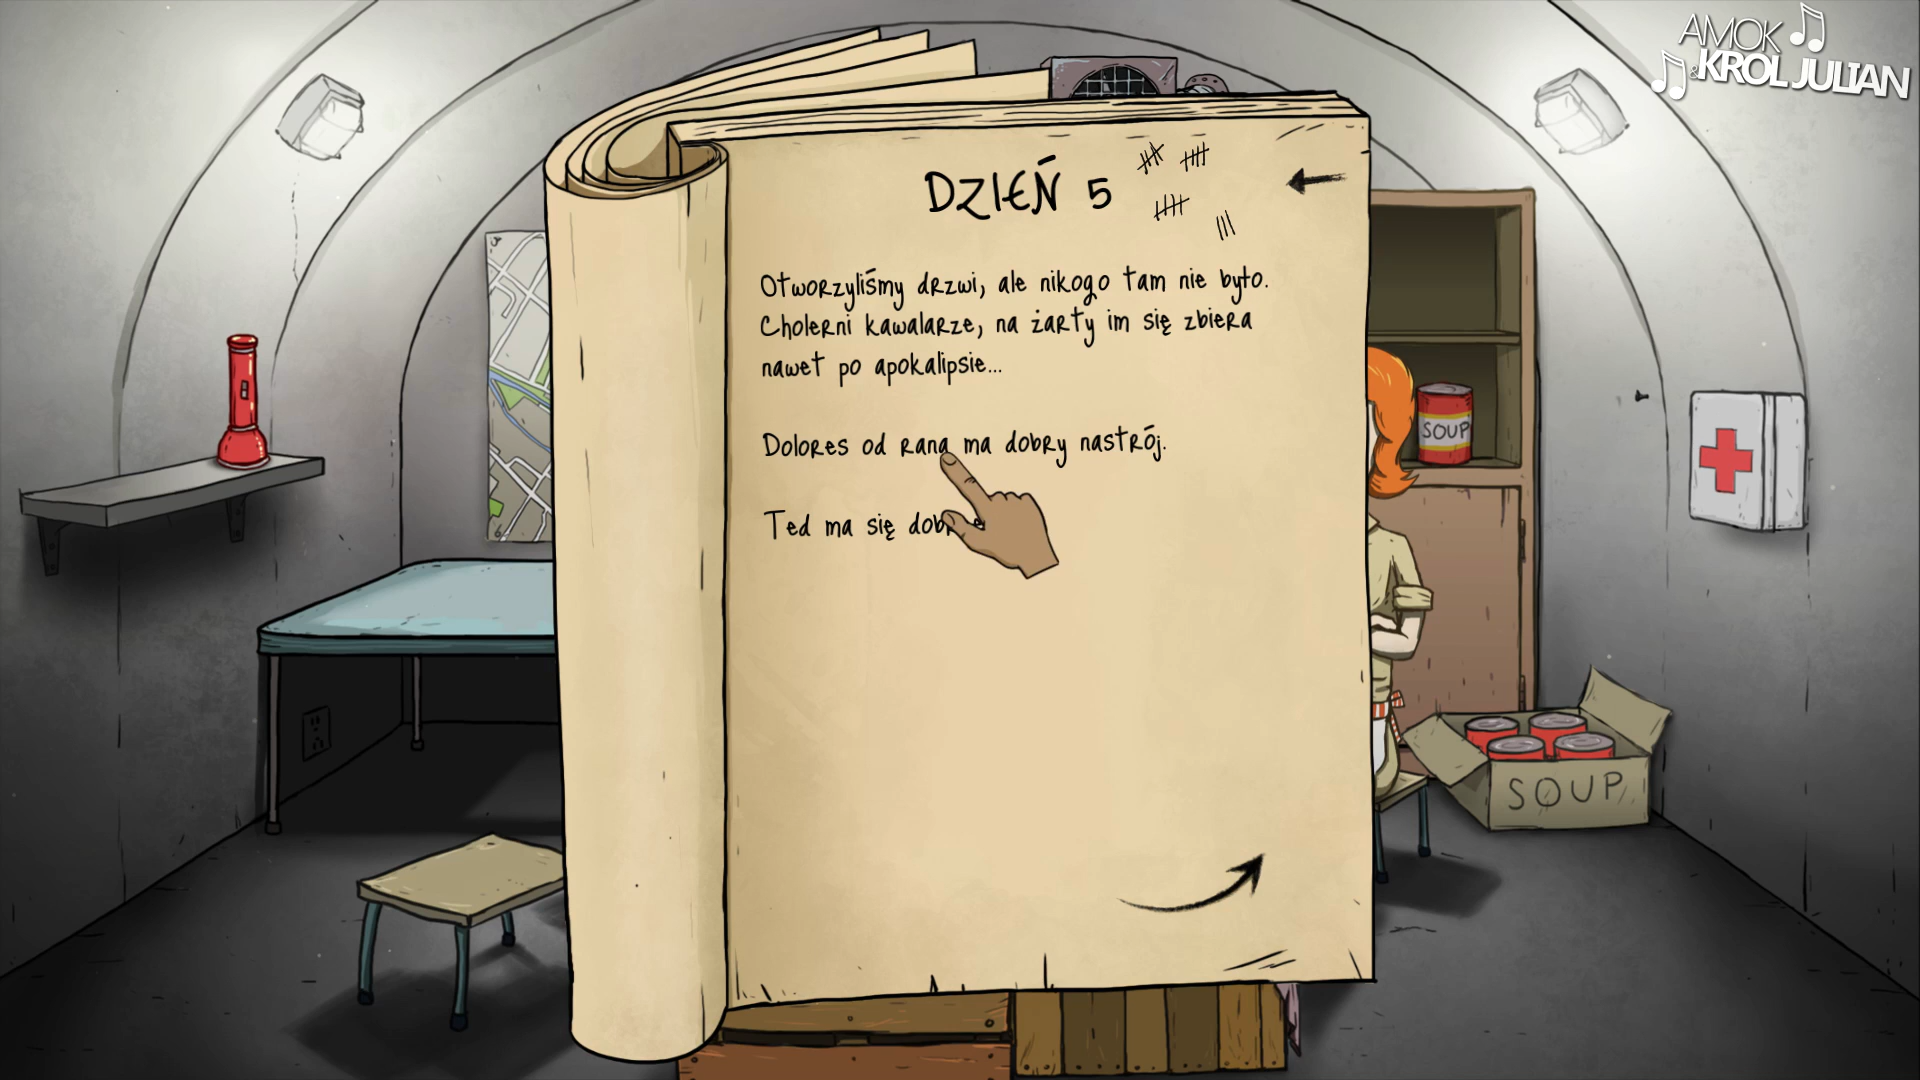 AMOK
& KROL JULIAN
DZIEŃ 5
Otworzyliśmy drzwi, ale nikogo tam nie było.
Cholerni kawalarze, na żarty im się zbiera
nawet po apokalipsie...
Dolores od rana ma dobry nastrój.
Ted ma się
SOUP
SOUP